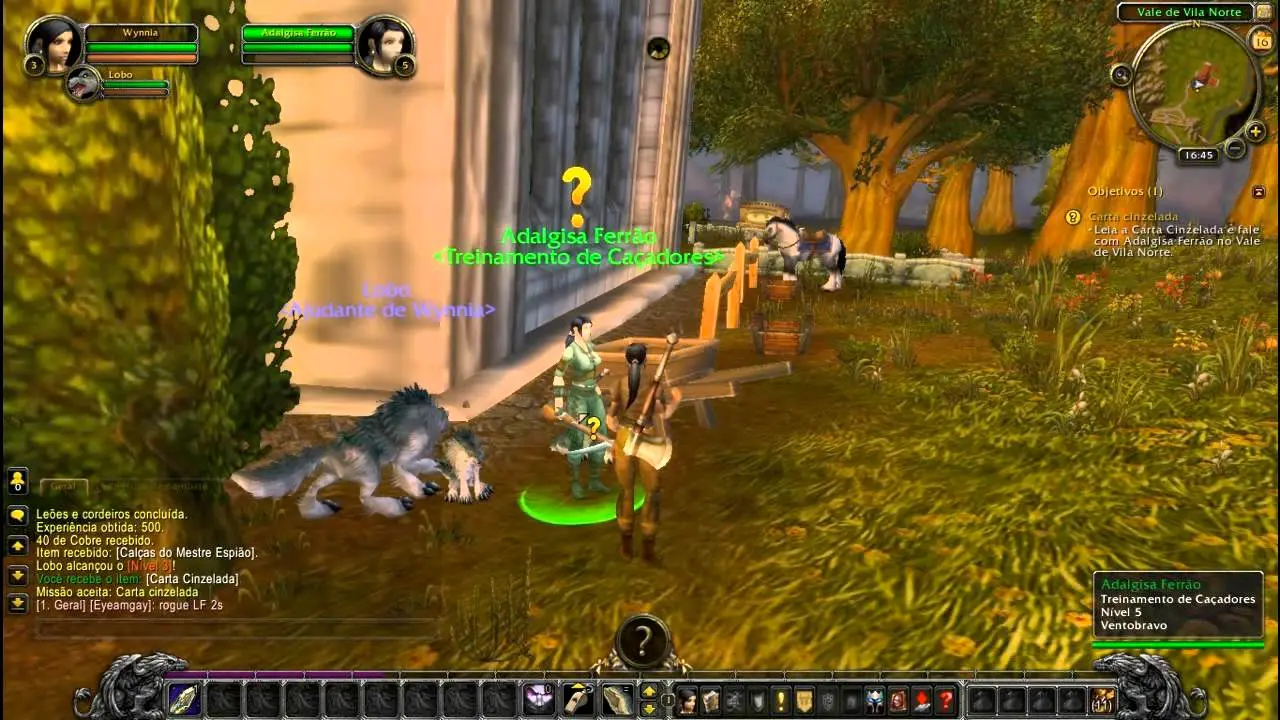 Wynnia
3
Lobo
Adalgisa Ferrão
5
Vale de Vila Norte
N
16
16:45
Objetivos (1)
Carta cinzelada
- Leia a Carta Cinzelada e fale
com Adalgisa Ferrão no Vale
de Vila Norte.
?
Adalgisa Ferrão
<Treinamento de Caçadores>
Lobo
<Ajudante de Wynnia>
?
0
Geral
Leões e cordeiros concluída.
Experiência obtida: 500.
40 de Cobre recebido.
Item recebido: [Calças do Mestre Espião].
Lobo alcançou o [Nível 3]!
Você recebe o item: [Carta Cinzelada]
Missão aceita: Carta cinzelada
[1. Geral] [Eyeamgay]: rogue LF 2s
Adalgisa Ferrão
Treinamento de Caçadores
Nível 5
Ventobravo
?
1
(11)